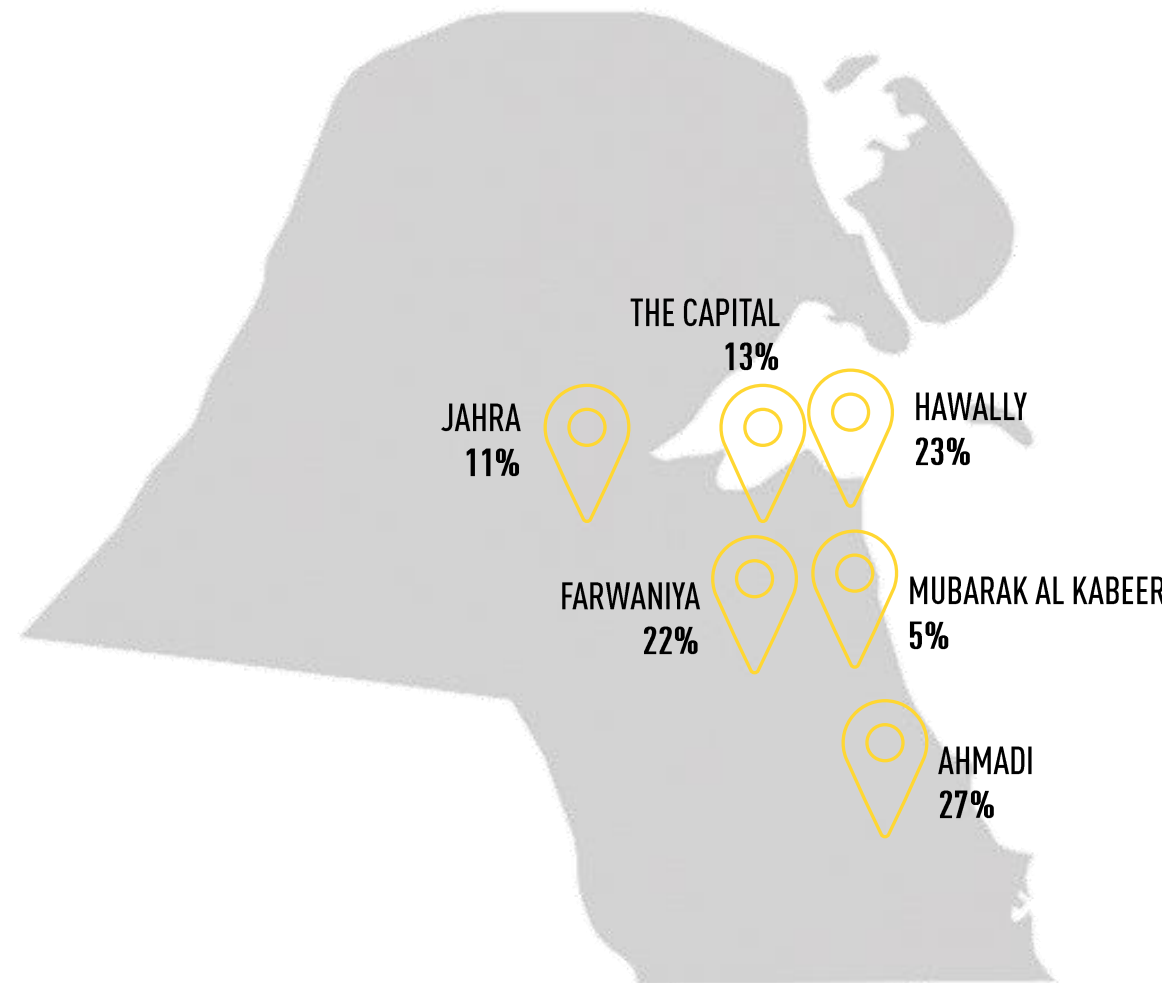 THE CAPITAL
13%
JAHRA
11%
HAWALLY
23%
FARWANIYA
22%
MUBARAK AL KABEER
5%
AHMADI
27%